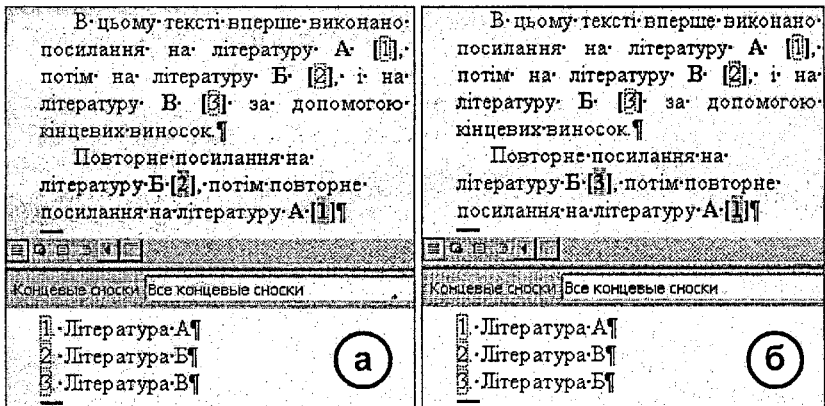 В цьому тексті вперше виконано
посилання на літературу А [1],
потім на літературу Б [2], і на
літературу В [3] за допомогою
кінцевих виносок.¶
Повторне посилання на
літературу Б [2], потім повторне
посилання на літературу А [1]¶
Концевые сноски Все концевые сноски
1. Література А¶
2. Література Б¶
3. Література В¶
а
В цьому тексті вперше виконано
посилання на літературу А [1],
потім на літературу В [2], і на
літературу Б [3] за допомогою
кінцевих виносок.¶
Повторне посилання на
літературу Б [3], потім повторне
посилання на літературу А [1]¶
Концевые сноски Все концевые сноски
1. Література А¶
2. Література В¶
3. Література Б¶
б